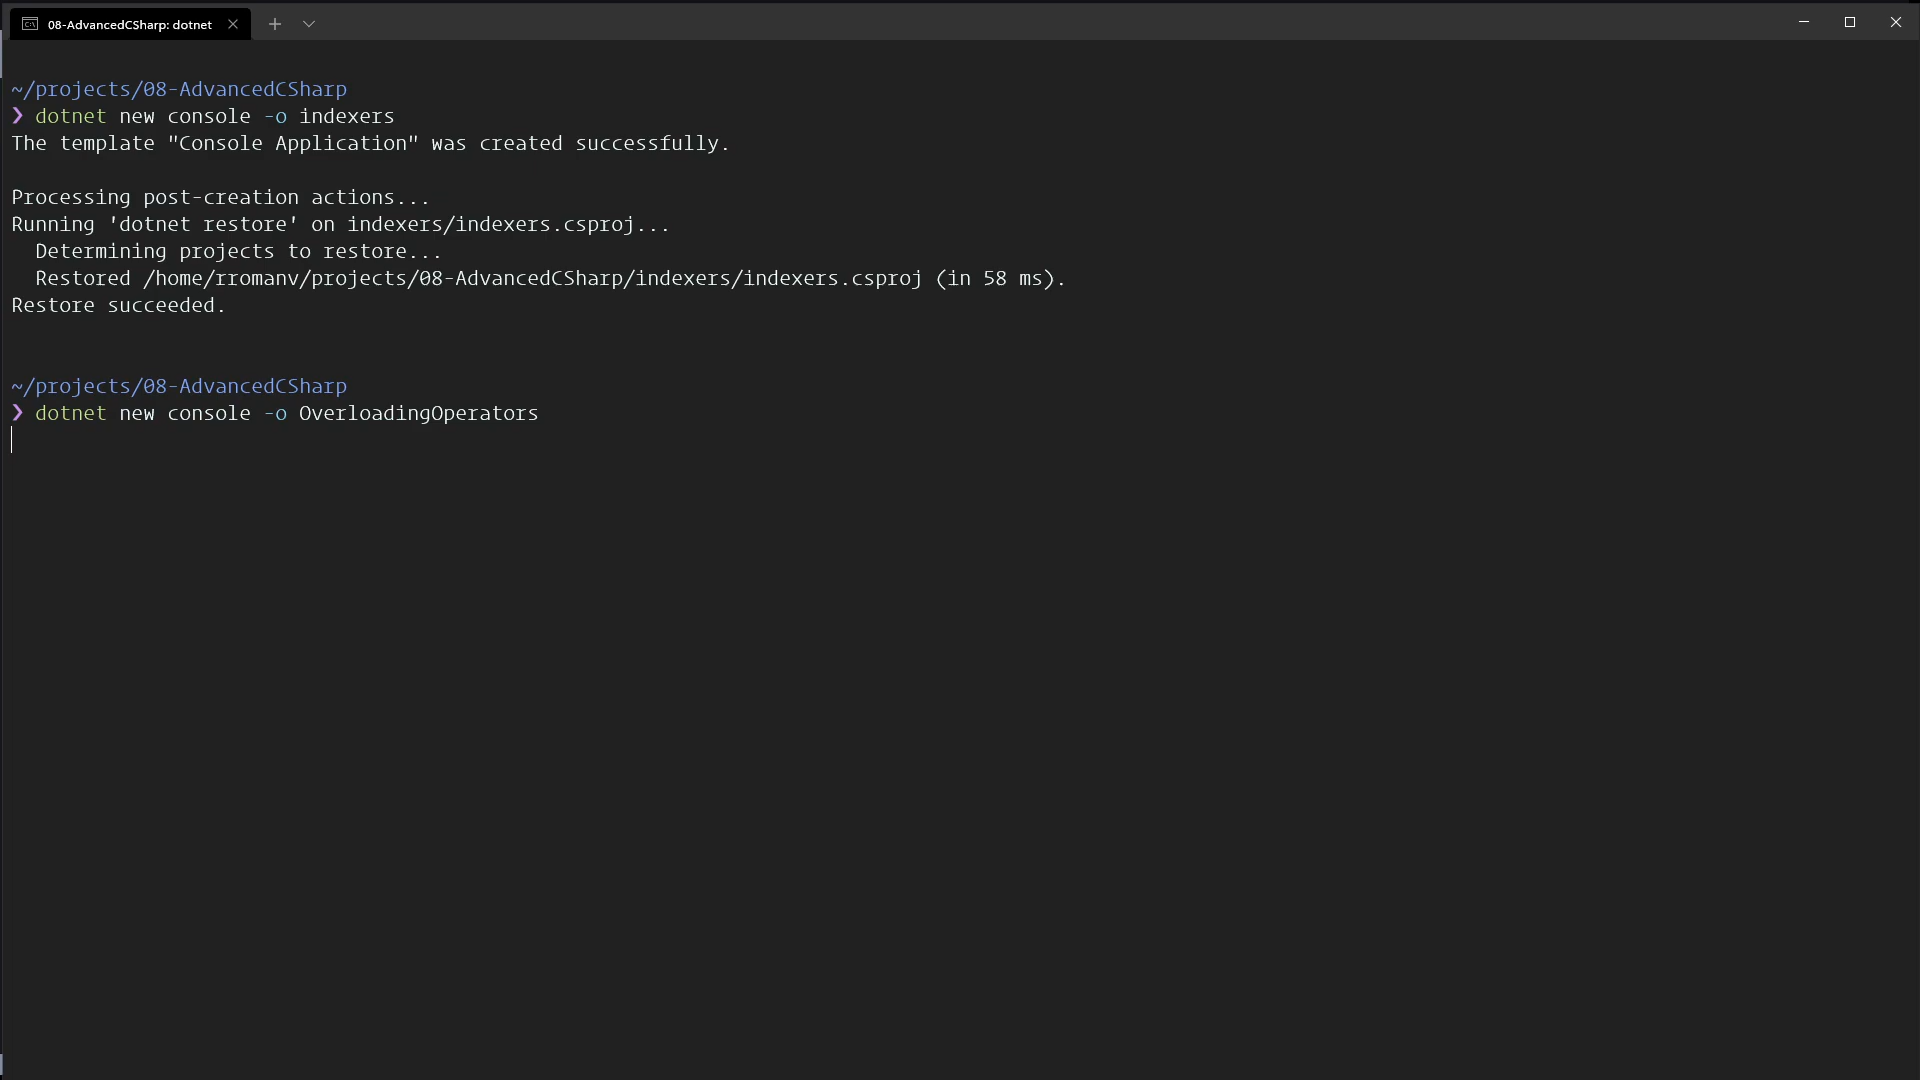 08-AdvancedCSharp: dotnet
~/projects/08-AdvancedCSharp
❯ dotnet new console -o indexers
The template "Console Application" was created successfully.
Processing post-creation actions...
Running 'dotnet restore' on indexers/indexers.csproj...
Determining projects to restore...
Restored /home/rromanv/projects/08-AdvancedCSharp/indexers/indexers.csproj (in 58 ms).
Restore succeeded.
~/projects/08-AdvancedCSharp
❯ dotnet new console -o OverloadingOperators